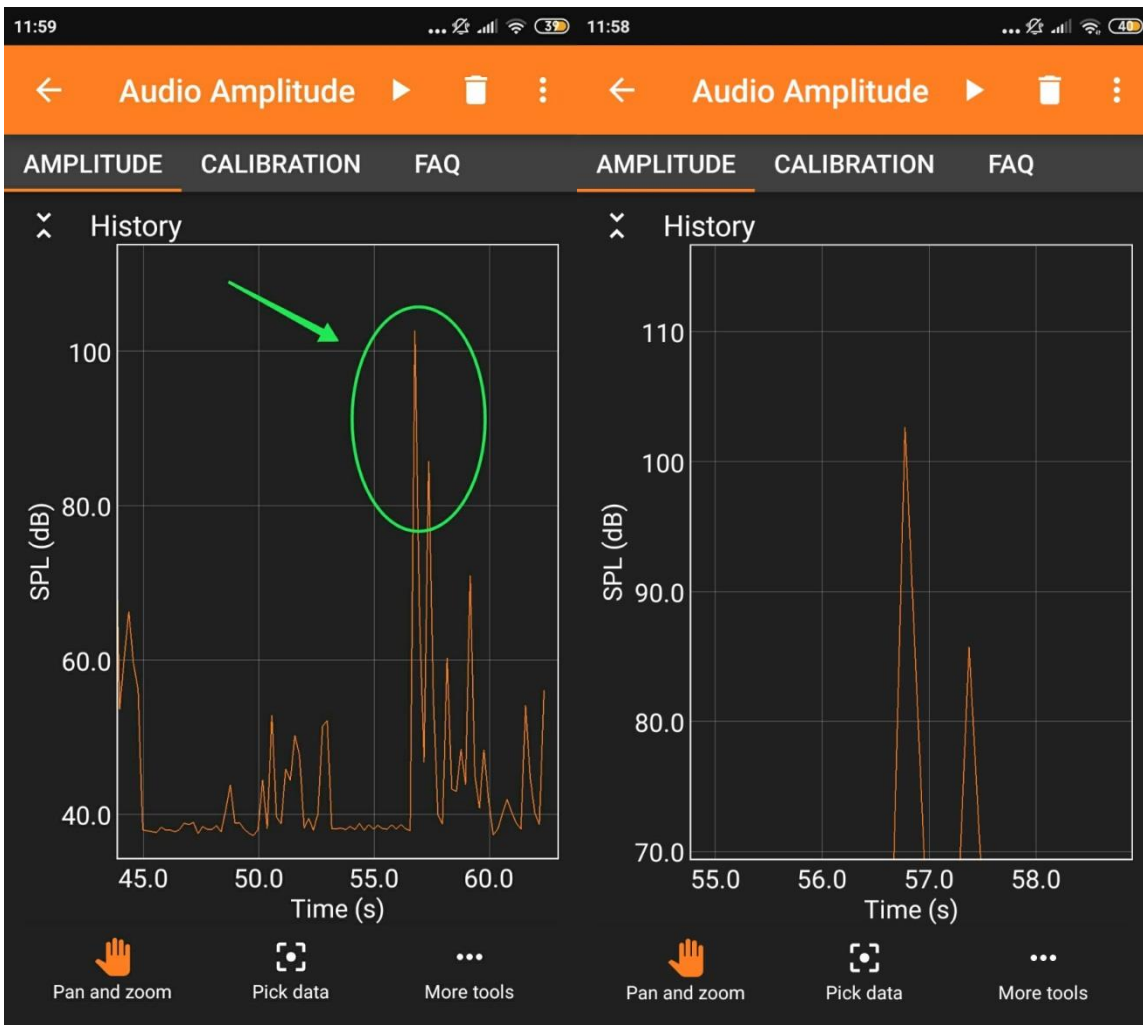 11:59
39
Audio Amplitude
AMPLITUDE CALIBRATION FAQ
History
100
80.0
60.0
40.0
SPL (dB)
45.0 50.0 55.0 60.0
Time (s)
Pan and zoom Pick data More tools
11:58
40
Audio Amplitude
AMPLITUDE CALIBRATION FAQ
History
110
100
90.0
80.0
70.0
SPL (dB)
55.0 56.0 57.0 58.0
Time (s)
Pan and zoom Pick data More tools